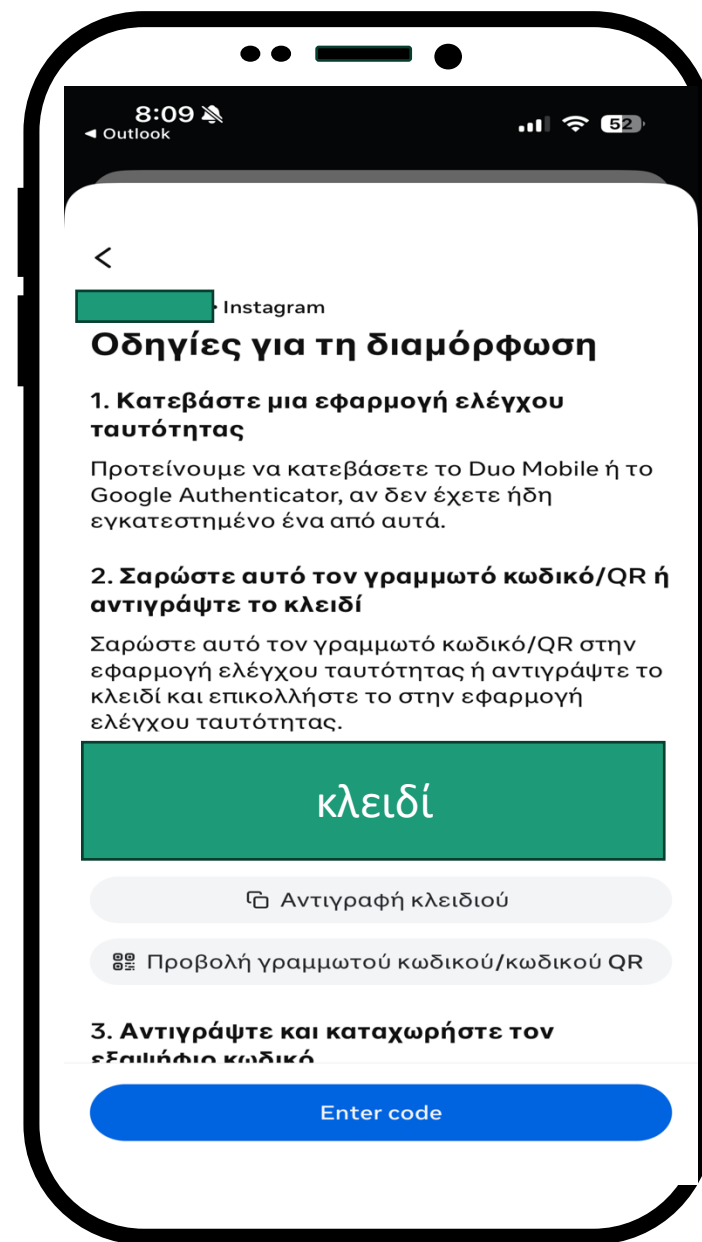 8:09
◄ Outlook
52
• Instagram
Οδηγίες για τη διαμόρφωση
1. Κατεβάστε μια εφαρμογή ελέγχου
ταυτότητας
Προτείνουμε να κατεβάσετε το Duo Mobile ή το
Google Authenticator, αν δεν έχετε ήδη
εγκατεστημένο ένα από αυτά.
2. Σαρώστε αυτό τον γραμμωτό κωδικό/QR ή
αντιγράψτε το κλειδί
Σαρώστε αυτό τον γραμμωτό κωδικό/QR στην
εφαρμογή ελέγχου ταυτότητας ή αντιγράψτε το
κλειδί και επικολλήστε το στην εφαρμογή
ελέγχου ταυτότητας.
κλειδί
Αντιγραφή κλειδιού
Προβολή γραμμωτού κωδικού/κωδικού QR
3. Αντιγράψτε και καταχωρήστε τον
εξαψήφιο κωδικό
Enter code